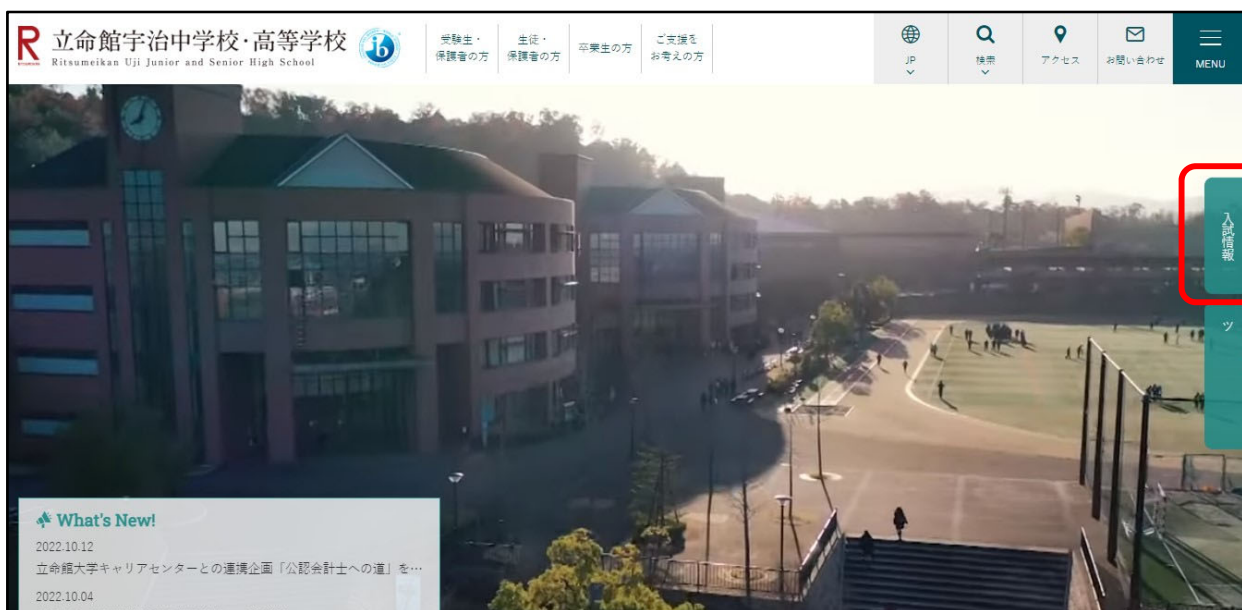 立命館宇治中学校・高等学校
Ritsumeikan Uji Junior and Senior High School
ib
受験生・
保護者の方
生徒・
保護者の方
卒業生の方
ご支援を
お考えの方
JP
検索
アクセス
お問い合わせ
MENU
入試情報
ツ
What's New!
2022.10.12
立命館大学キャリアセンターとの連携企画「公認会計士への道」を…
2022.10.04